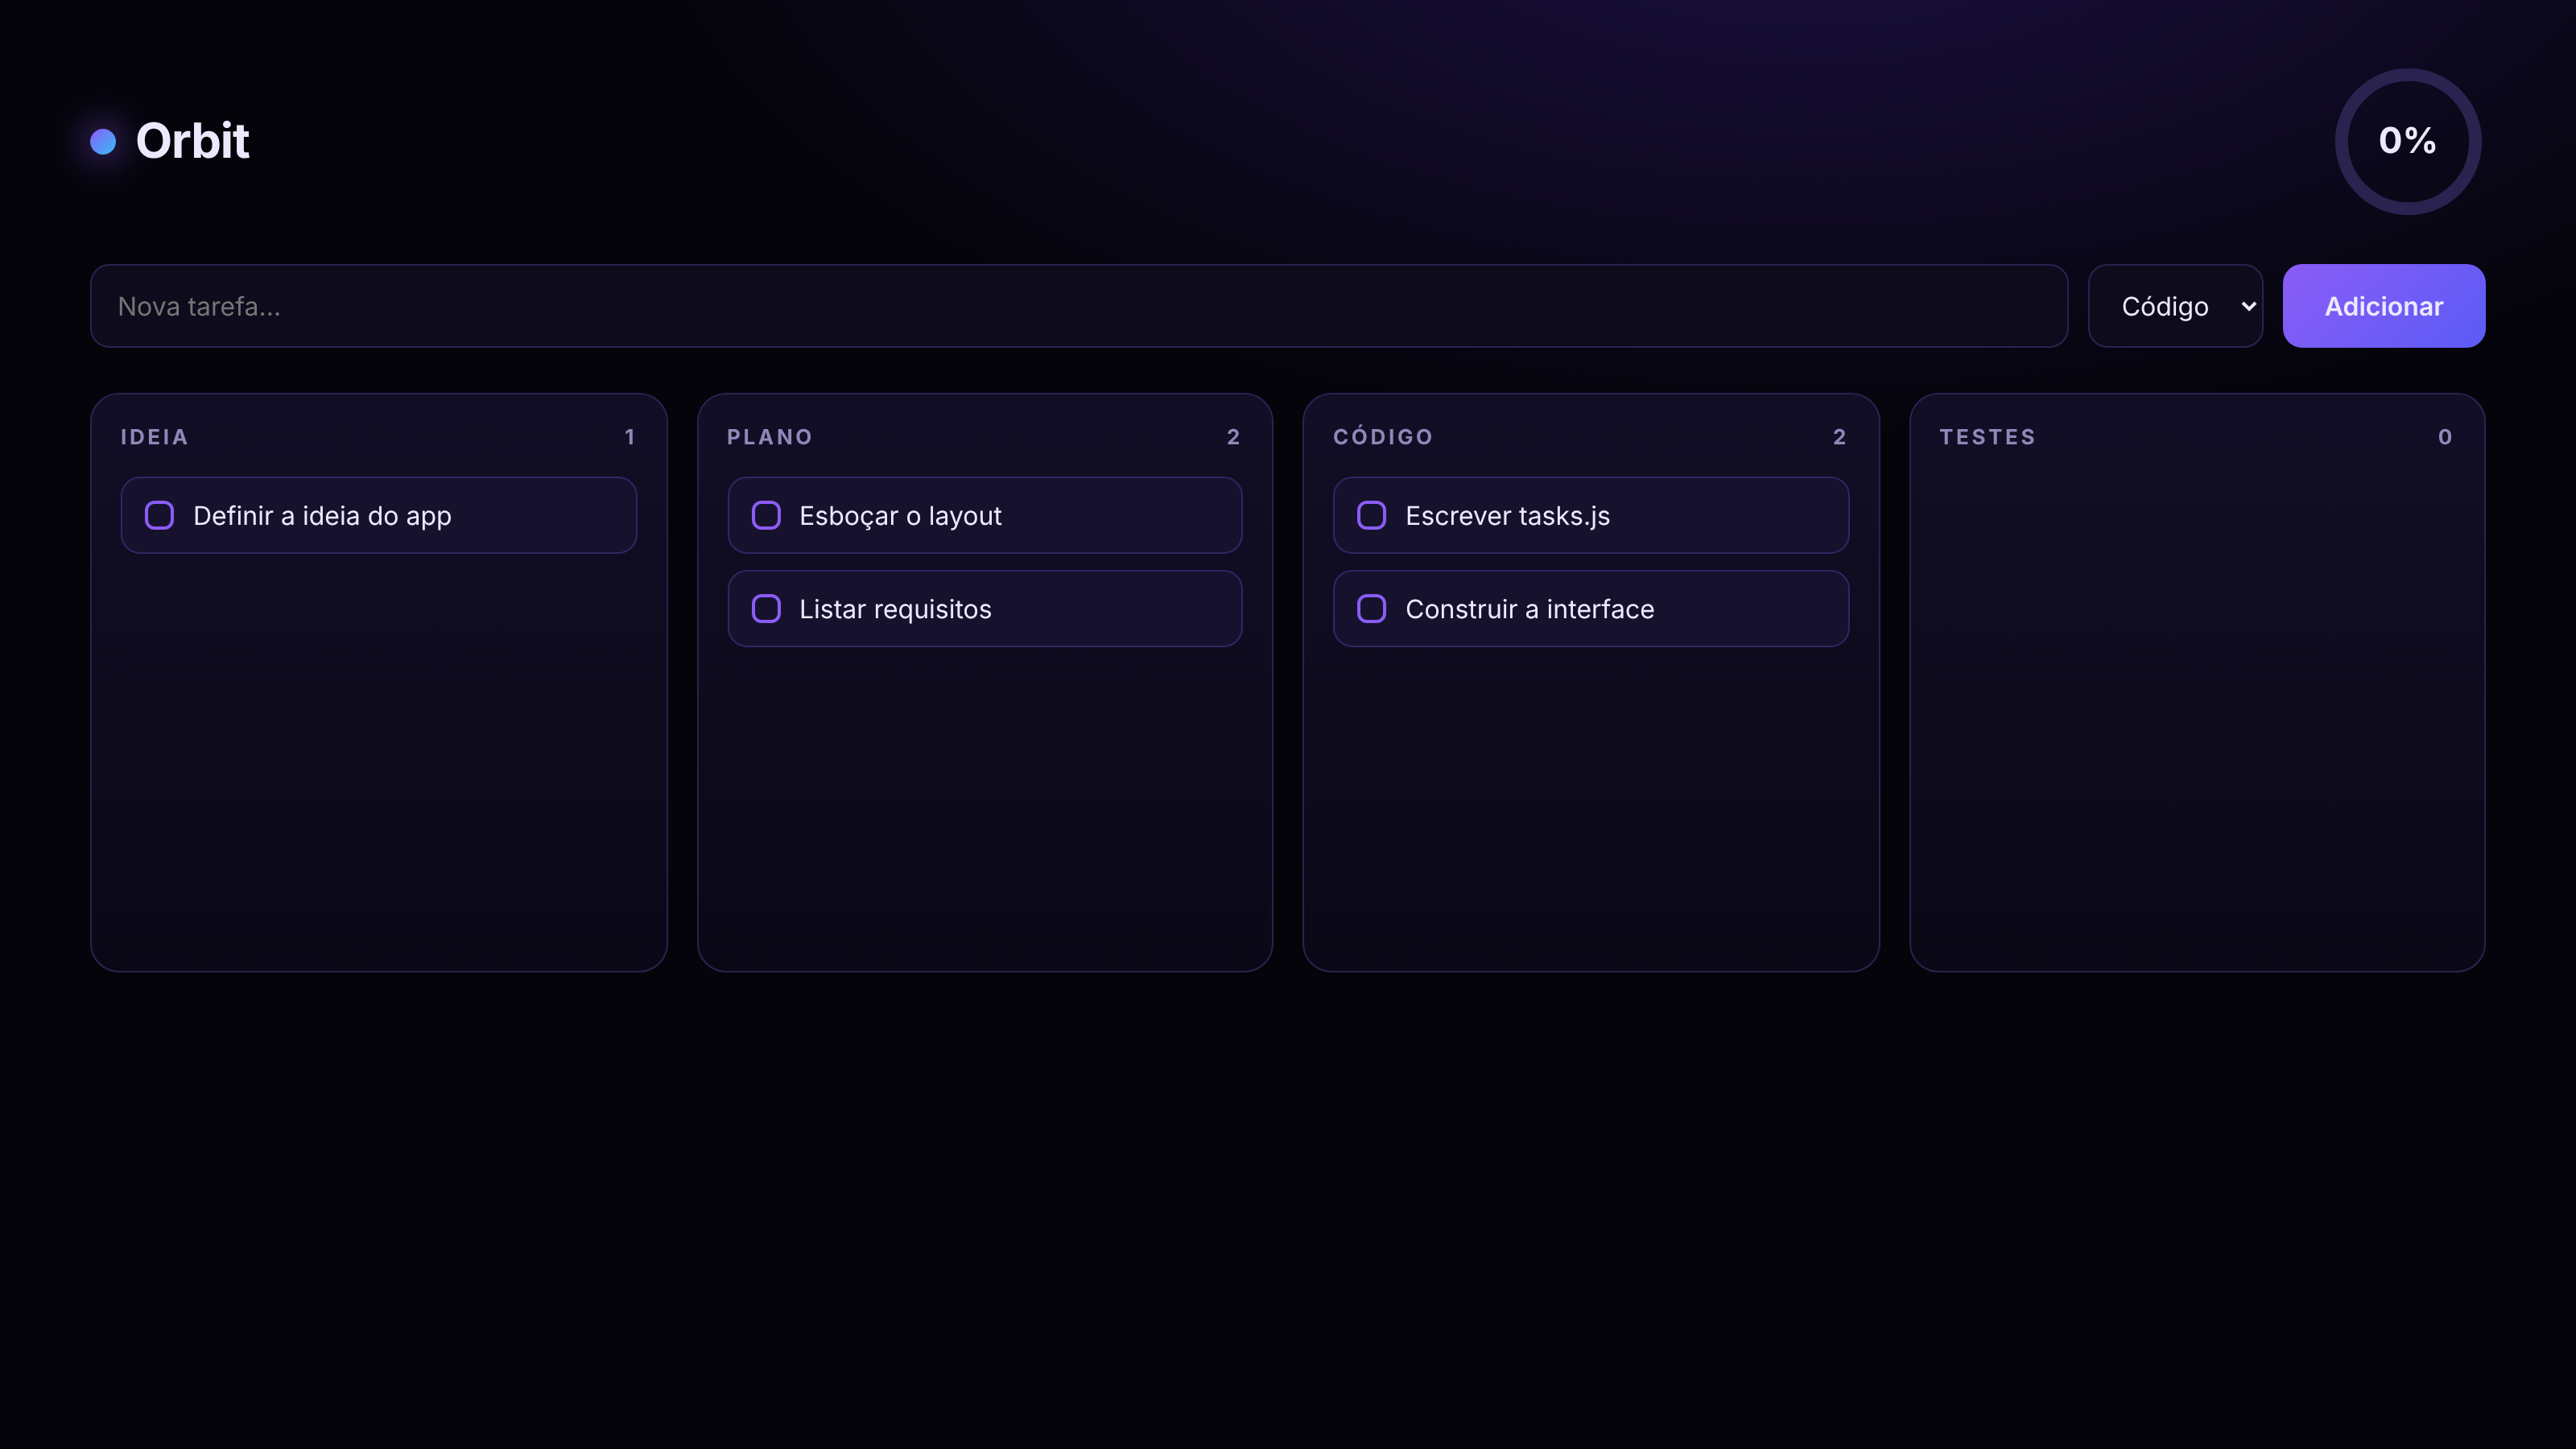 Orbit
0%
Nova tarefa...
Código
Adicionar
IDEIA 1
Definir a ideia do app
PLANO 2
Esboçar o layout
Listar requisitos
CÓDIGO 2
Escrever tasks.js
Construir a interface
TESTES 0